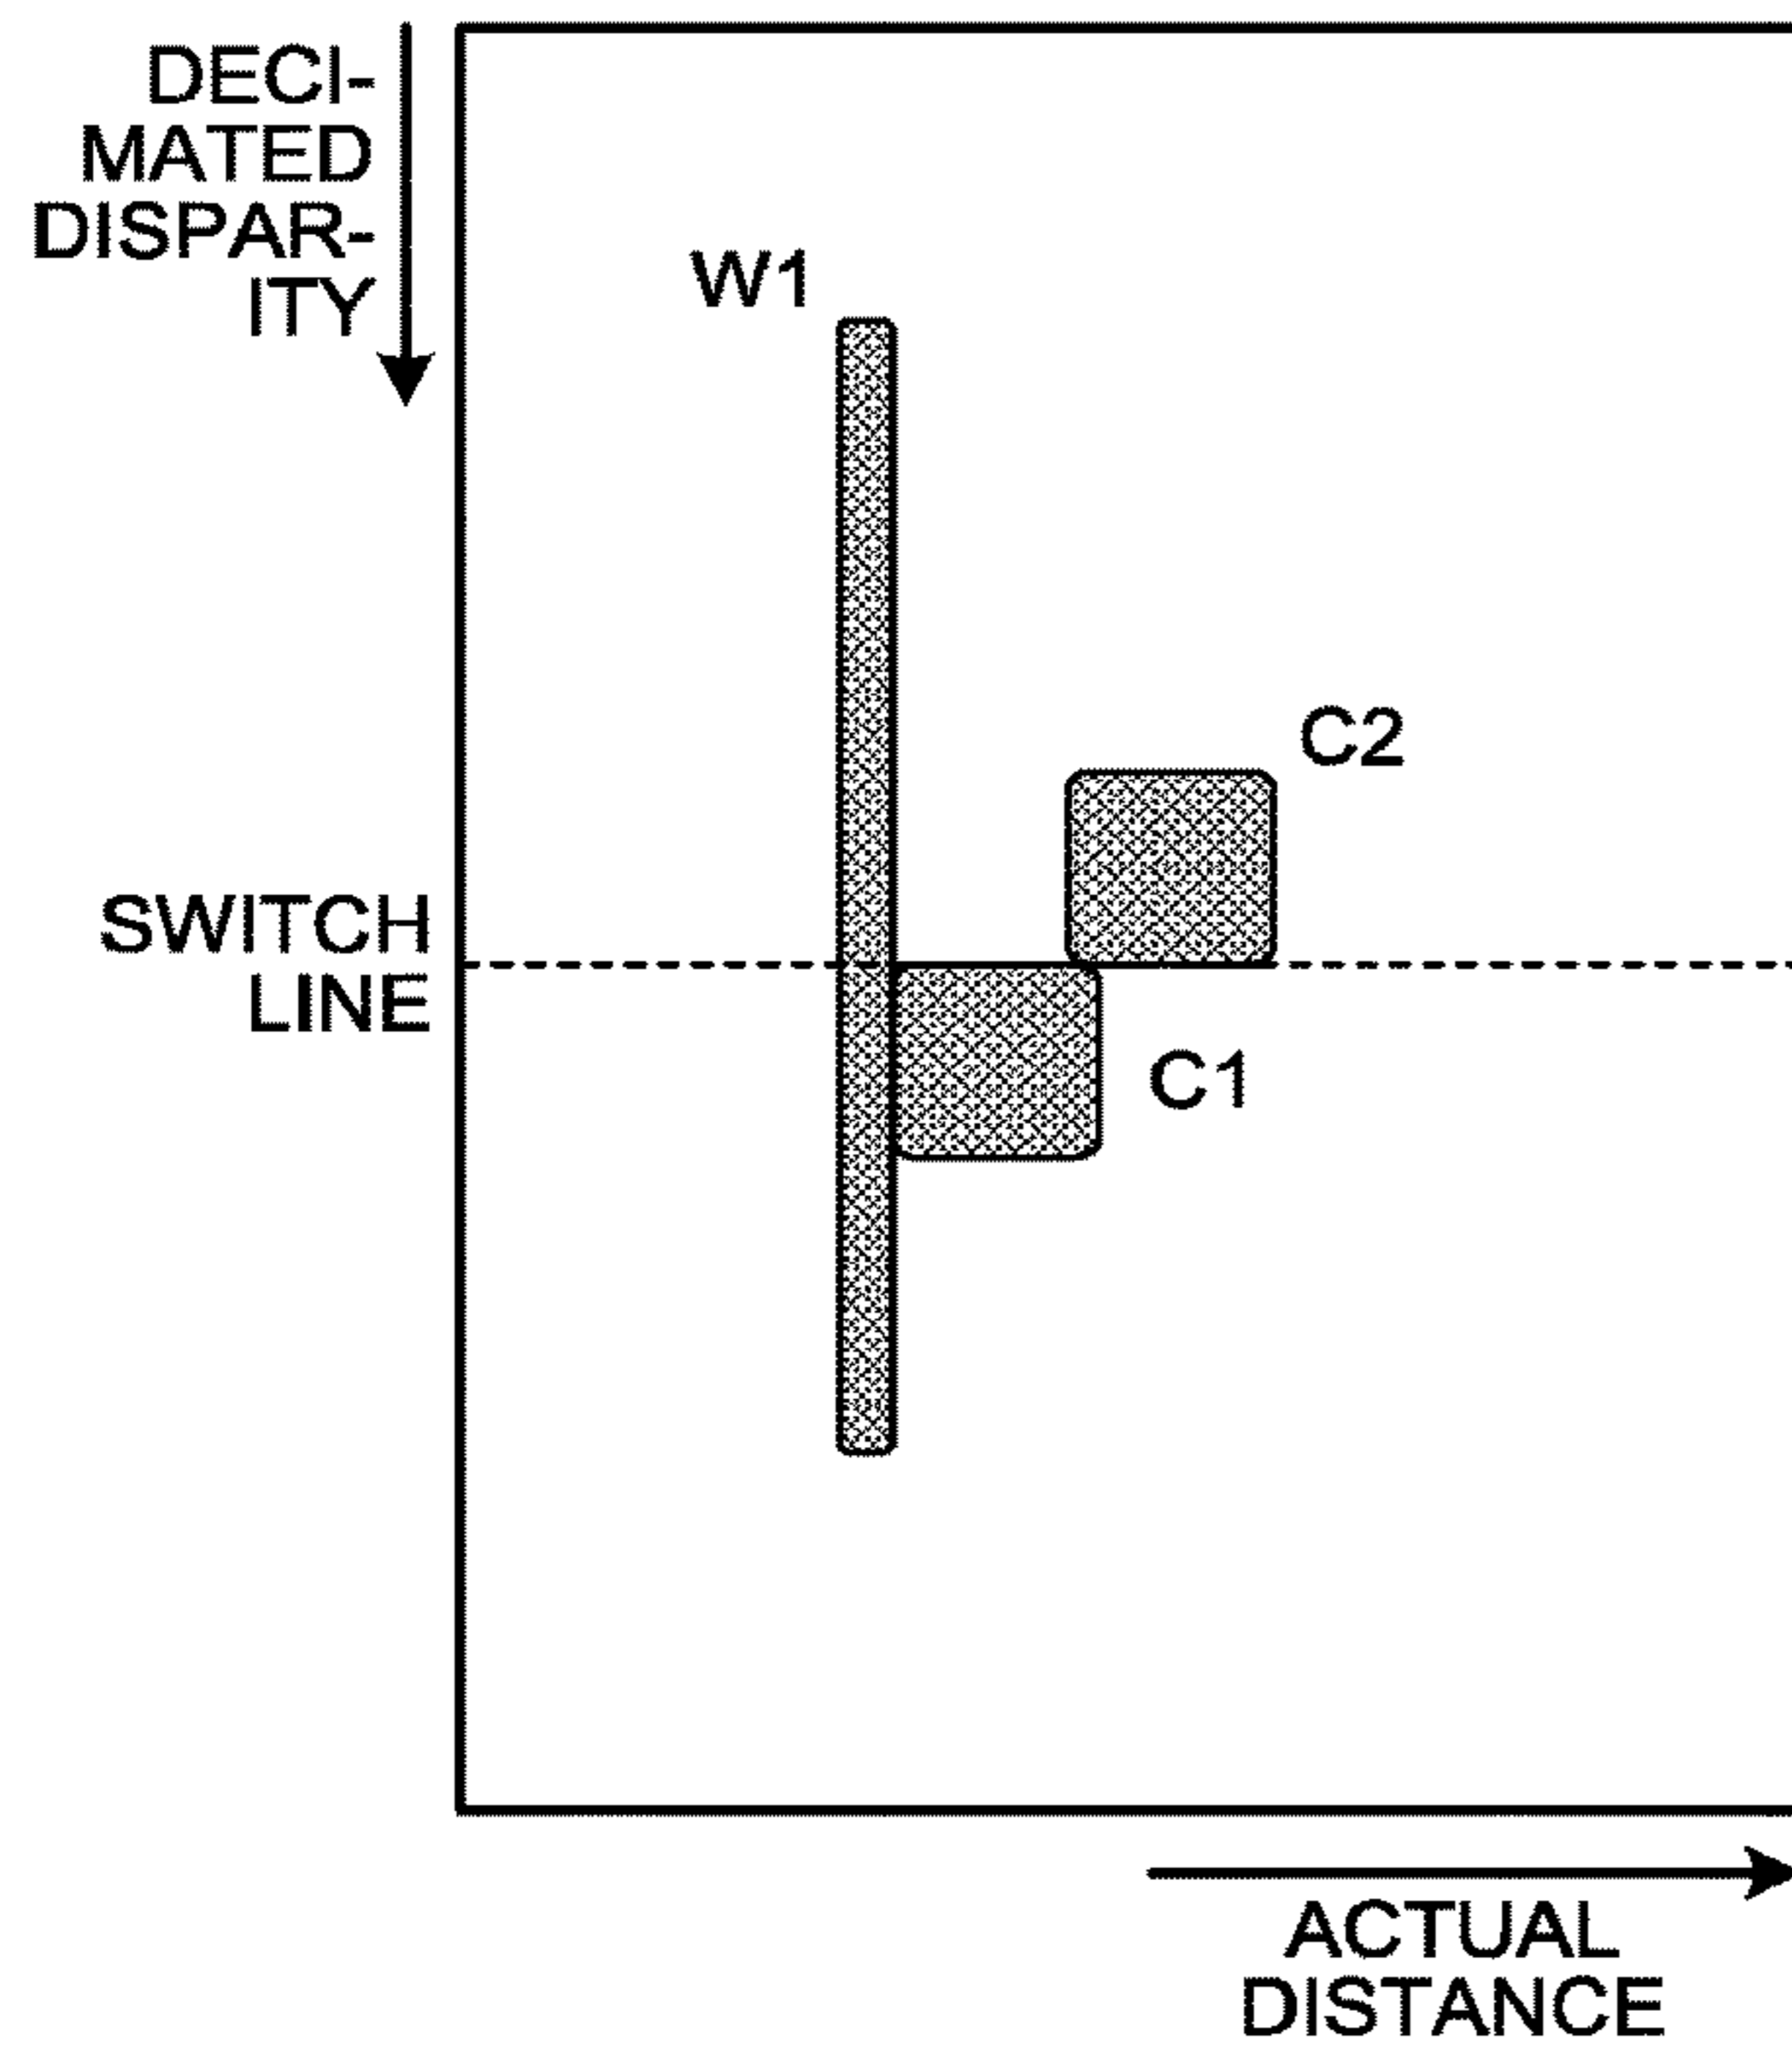 DECI-
MATED
DISPAR-
ITY
W1
C2
SWITCH
LINE
C1
ACTUAL
DISTANCE